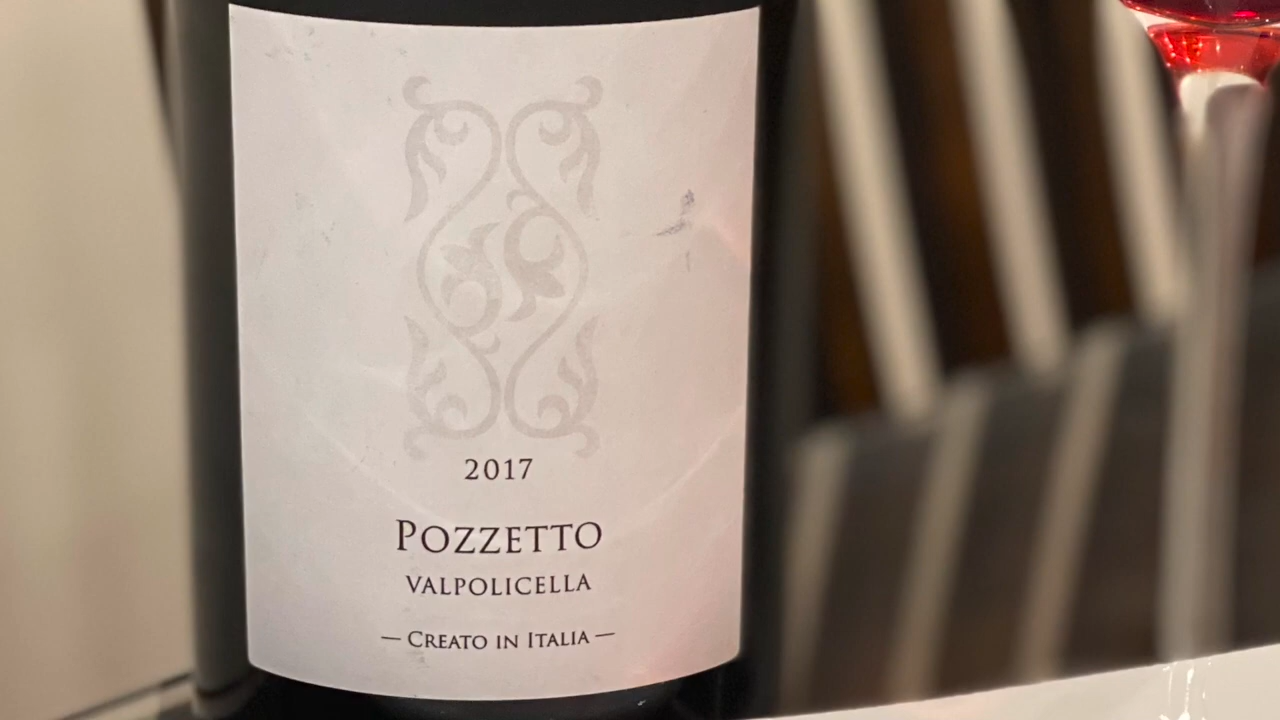 2017
POZZETTO
VALPOLICELLA
— CREATO IN ITALIA —